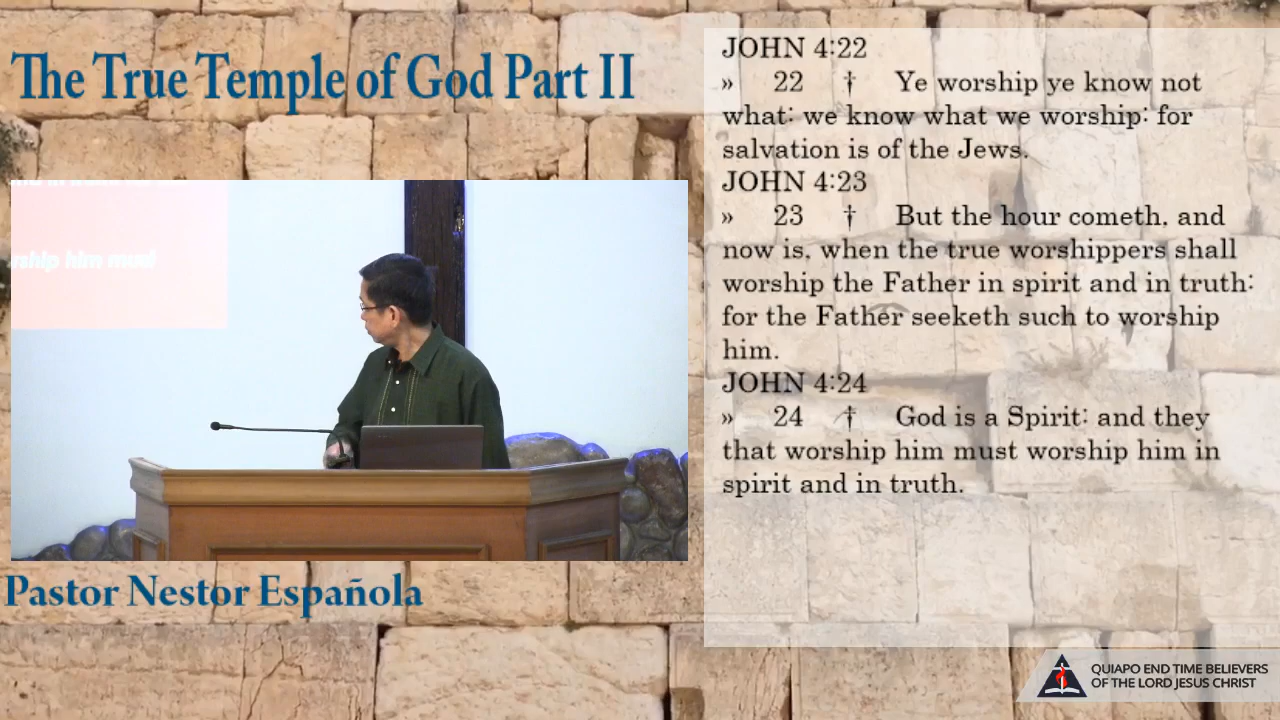 The True Temple of God Part II
ship him must
Pastor Nestor Española
JOHN 4:22
» 22 † Ye worship ye know not
what: we know what we worship: for
salvation is of the Jews.
JOHN 4:23
» 23 † But the hour cometh, and
now is, when the true worshippers shall
worship the Father in spirit and in truth:
for the Father seeketh such to worship
him.
JOHN 4:24
» 24 † God is a Spirit: and they
that worship him must worship him in
spirit and in truth.
QUIAPO END TIME BELIEVERS
OF THE LORD JESUS CHRIST